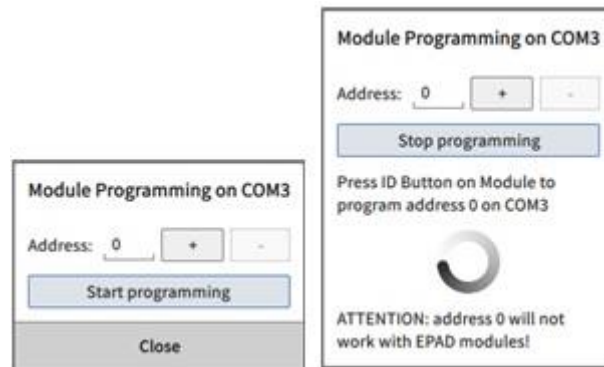 Module Programming on COM3
Address: 0 + -
Start programming
Close
Module Programming on COM3
Address: 0 + -
Stop programming
Press ID Button on Module to
program address 0 on COM3
ATTENTION: address 0 will not
work with EPAD modules!